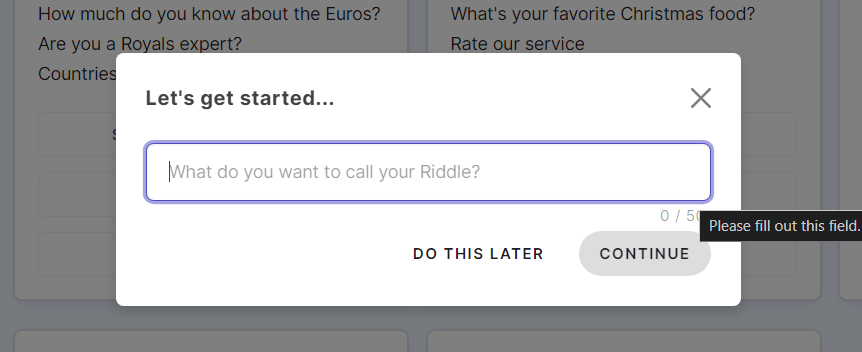 How much do you know about the Euros?
Are you a Royals expert?
Countries
What's your favorite Christmas food?
Rate our service
Let's get started...
What do you want to call your Riddle?
0 / 50
Please fill out this field.
DO THIS LATER
CONTINUE